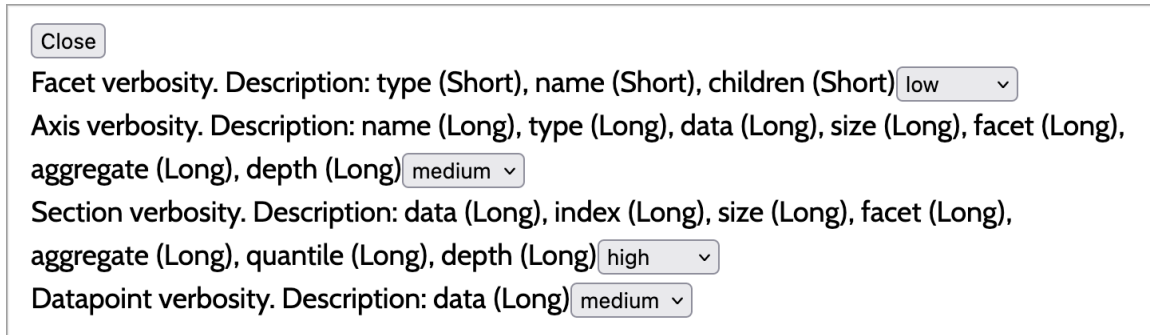 Close
Facet verbosity. Description: type (Short), name (Short), children (Short) low
Axis verbosity. Description: name (Long), type (Long), data (Long), size (Long), facet (Long),
aggregate (Long), depth (Long) medium
Section verbosity. Description: data (Long), index (Long), size (Long), facet (Long),
aggregate (Long), quantile (Long), depth (Long) high
Datapoint verbosity. Description: data (Long) medium